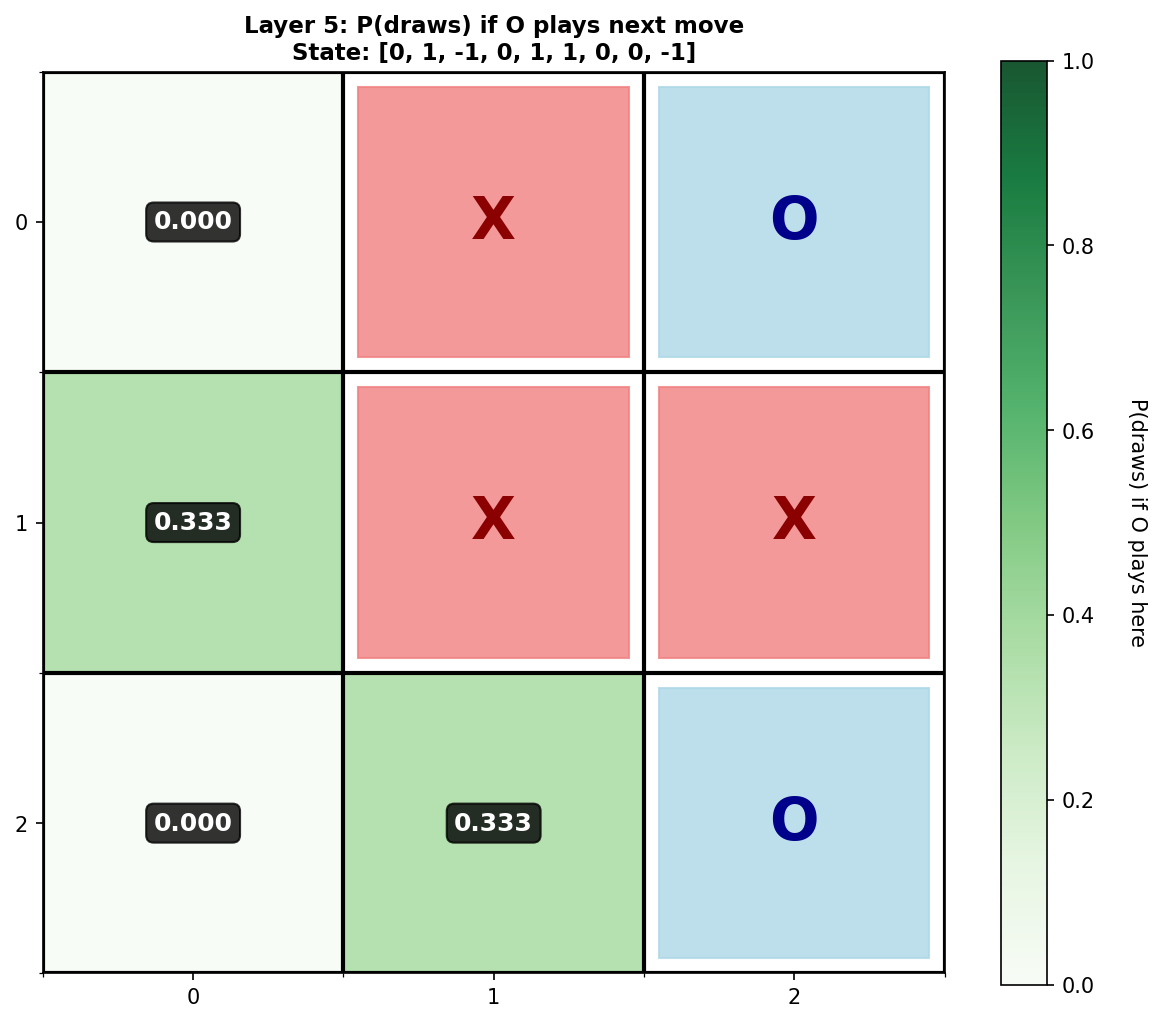 Layer 5: P(draws) if O plays next move
State: [0, 1, -1, 0, 1, 1, 0, 0, -1]
0
0.000
X
O
1
0.333
X
X
2
0.000
0.333
O
0
1
2
1.0
0.8
0.6
0.4
0.2
0.0
P(draws) if O plays here